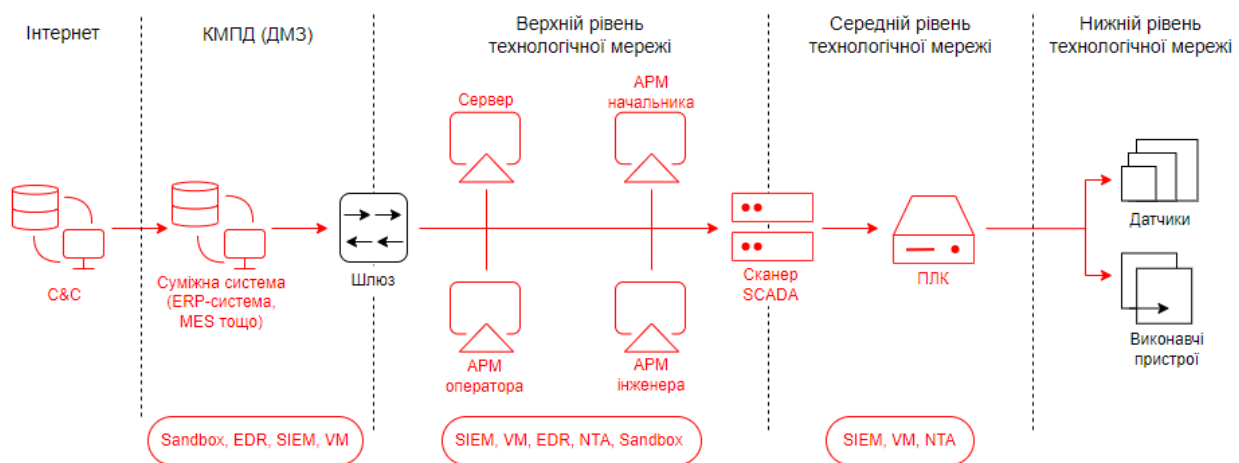 Інтернет
КМПД (ДМЗ)
Верхній рівень
технологічної мережі
Середній рівень
технологічної мережі
Нижній рівень
технологічної мережі
Сервер
АРМ
начальника
C&C
Суміжна система
(ERP-система,
MES тощо)
Шлюз
АРМ
оператора
АРМ
інженера
Сканер
SCADA
ПЛК
Датчики
Виконавчі
пристрої
Sandbox, EDR, SIEM, VM
SIEM, VM, EDR, NTA, Sandbox
SIEM, VM, NTA